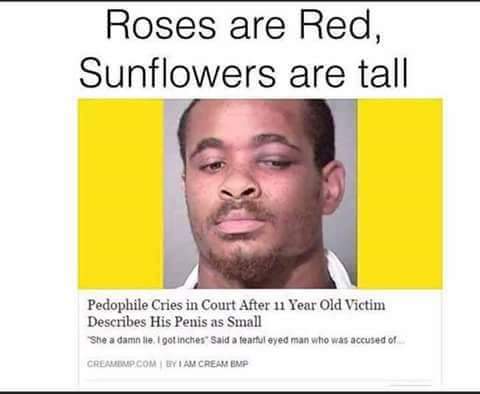 Roses are Red,
Sunflowers are tall
Pedophile Cries in Court After 11 Year Old Victim
Describes His Penis as Small
"She a damn lie. I got inches" Said a tearful eyed man who was accused of...
CREAMBMP.COM | BY I AM CREAM BMP